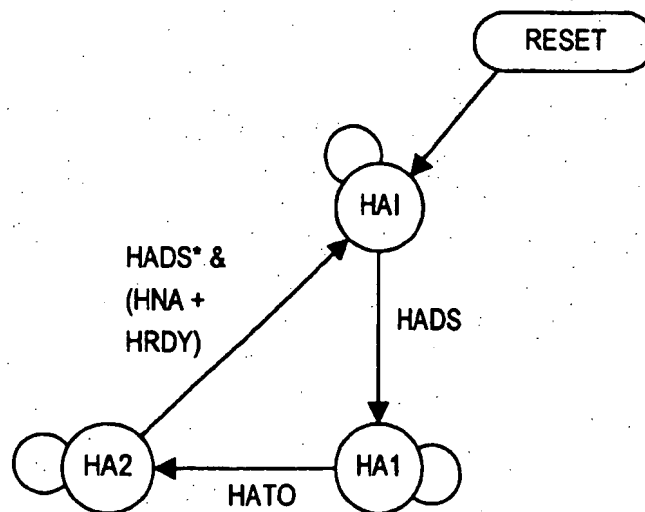 RESET
HAI
HADS* &
(HNA +
HRDY)
HADS
HA2
HATO
HA1